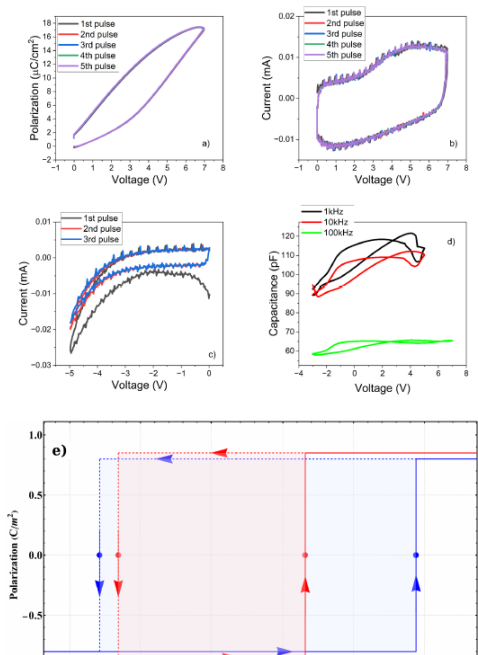 1st pulse
2nd pulse
3rd pulse
4th pulse
5th pulse
Polarization (μC/cm²)
18
16
14
12
10
8
6
4
2
0
−2
−1 0 1 2 3 4 5 6 7 8
Voltage (V)
a)
1st pulse
2nd pulse
3rd pulse
4th pulse
5th pulse
Current (mA)
0.02
0.01
0.00
−0.01
−1 0 1 2 3 4 5 6 7 8
Voltage (V)
b)
1st pulse
2nd pulse
3rd pulse
Current (mA)
0.01
0.00
−0.01
−0.02
−0.03
−5 −4 −3 −2 −1 0
Voltage (V)
c)
1kHz
10kHz
100kHz
Capacitance (pF)
120
110
100
90
80
70
60
−4 −2 0 2 4 6 8
Voltage (V)
d)
e)
Polarization (C/m²)
1.0
0.5
0.0
−0.5